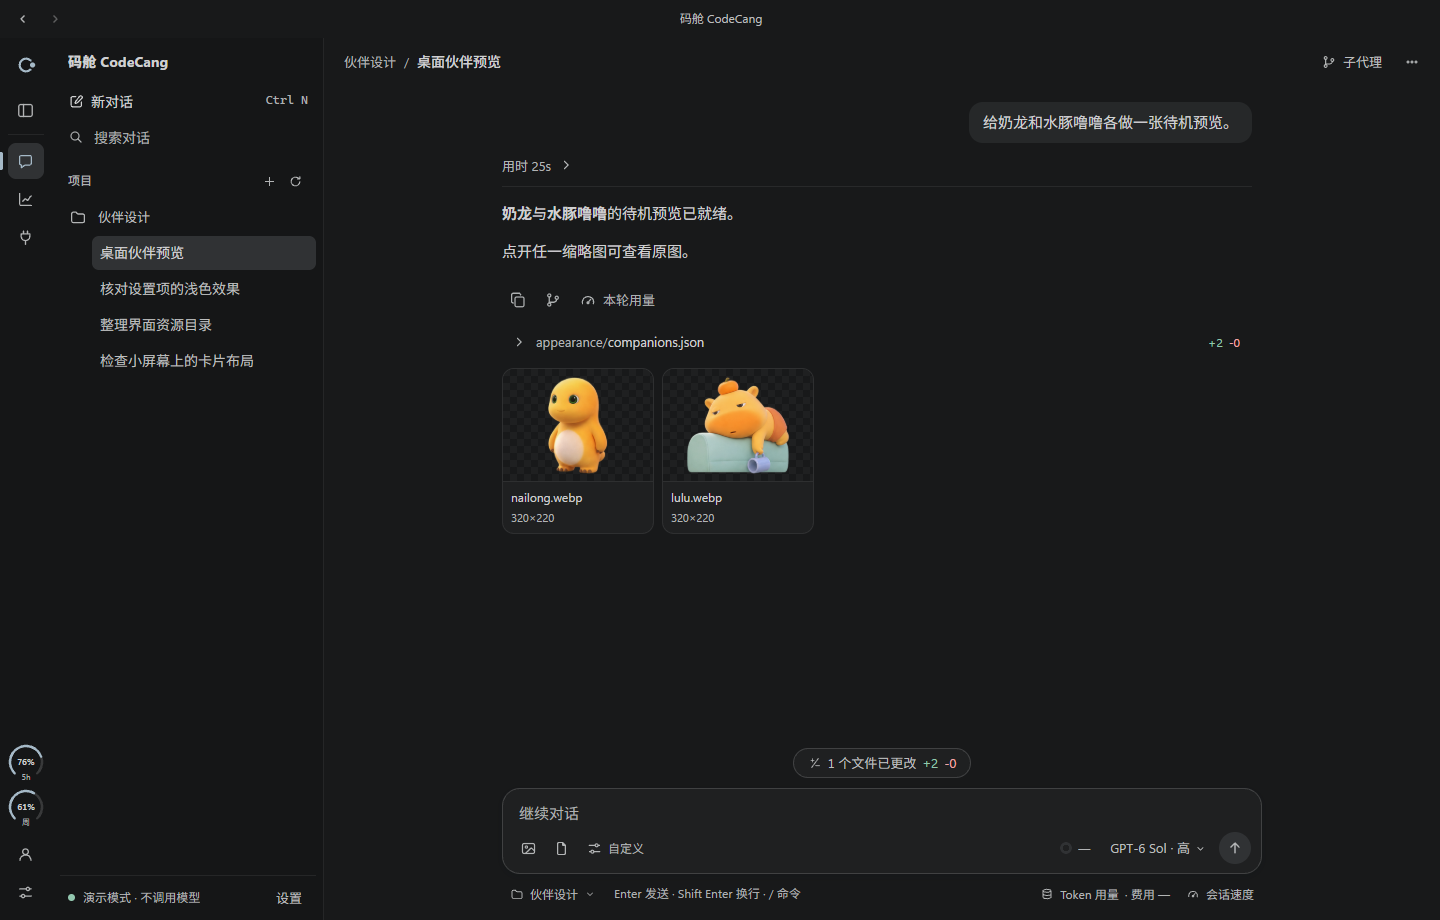 码舱 CodeCang
码舱 CodeCang
新对话 Ctrl N
搜索对话
项目
伙伴设计
桌面伙伴预览
核对设置项的浅色效果
整理界面资源目录
检查小屏幕上的卡片布局
76%
5h
61%
周
演示模式 · 不调用模型 设置
伙伴设计 / 桌面伙伴预览 子代理
给奶龙和水豚噜噜各做一张待机预览。
用时 25s
奶龙与水豚噜噜的待机预览已就绪。
点开任一缩略图可查看原图。
本轮用量
appearance/companions.json +2 -0
nailong.webp
320×220
lulu.webp
320×220
1 个文件已更改 +2 -0
继续对话
自定义 — GPT-6 Sol · 高
伙伴设计 Enter 发送 · Shift Enter 换行 · / 命令 Token 用量 · 费用 — 会话速度